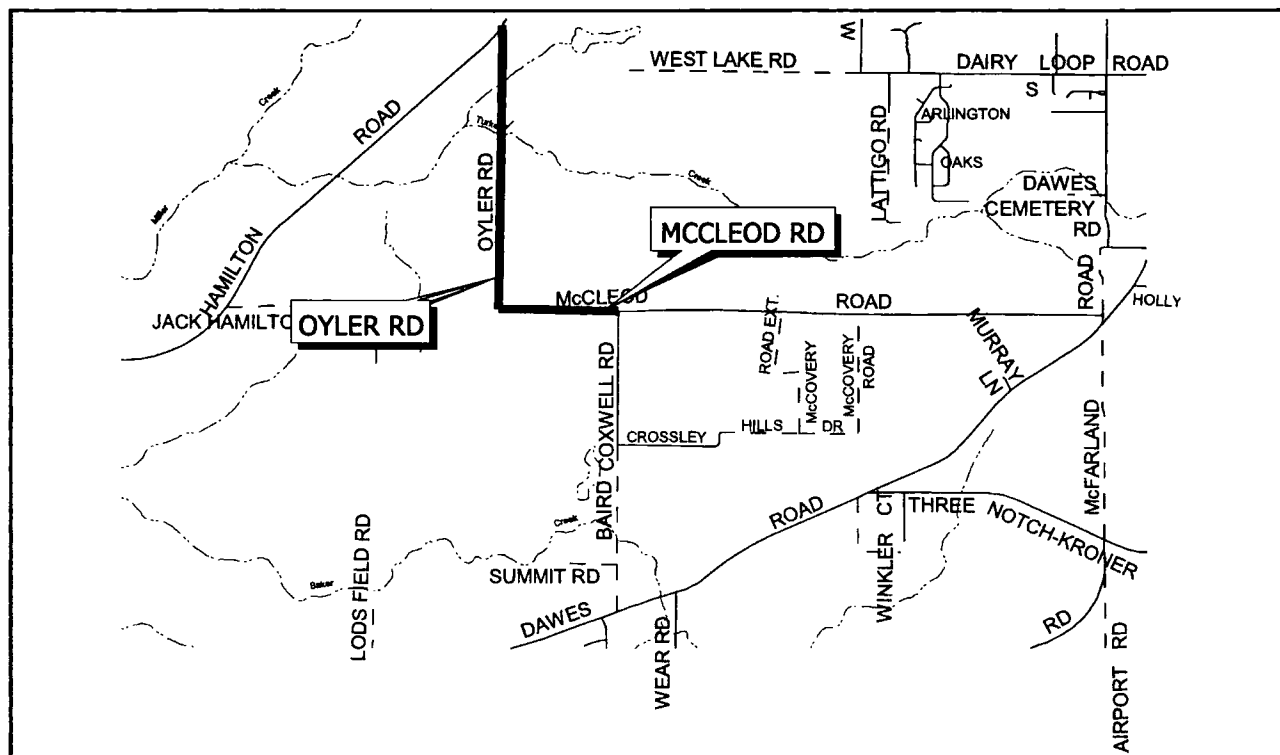 W
WEST LAKE RD
DAIRY LOOP ROAD
S
Creek
ROAD
ARLINGTON
Turkey
LATTIGO RD
OAKS
OYLER RD
Creek
DAWES
CEMETERY
RD
Miller
MCCLEOD RD
HAMILTON
ROAD
McCLEOD
ROAD
HOLLY
JACK HAMILTO
OYLER RD
ROAD EXT.
MURRAY
LN
McCOVERY
McCOVERY
ROAD
BAIRD COXWELL RD
CROSSLEY
HILLS DR
McFARLAND
ROAD
WINKLER CT
THREE
NOTCH-KRONER
Creek
LODS FIELD RD
SUMMIT RD
Baker
DAWES
WEAR RD
RD
AIRPORT RD